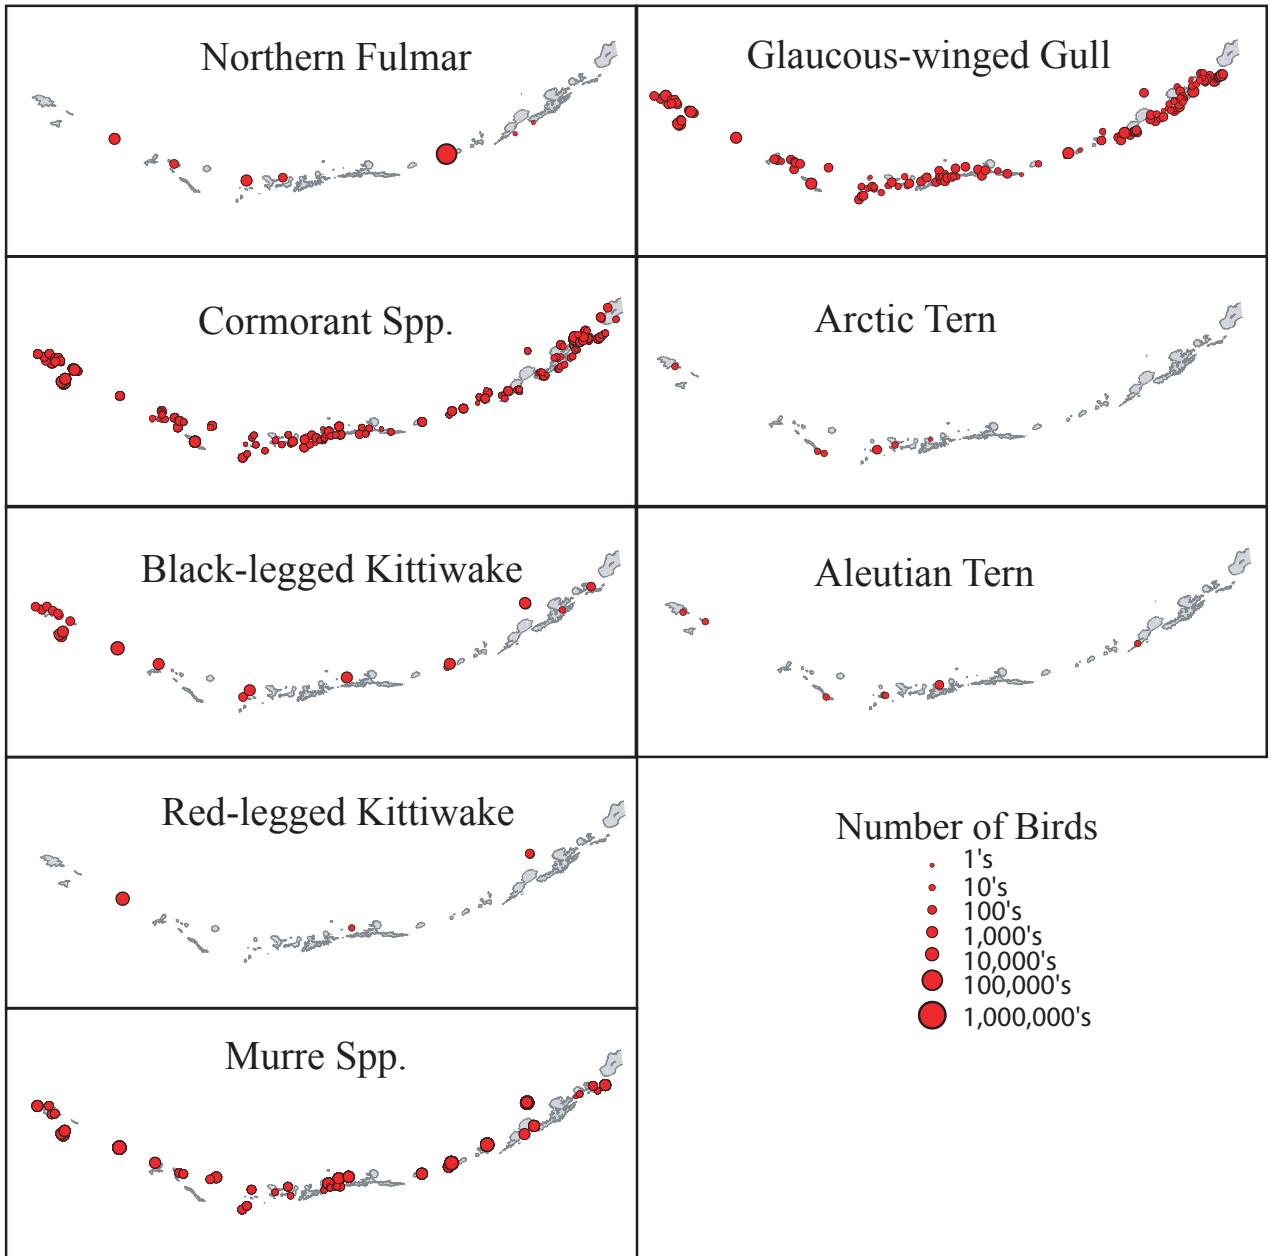 Northern Fulmar
Glaucous-winged Gull
Cormorant Spp.
Arctic Tern
Black-legged Kittiwake
Aleutian Tern
Red-legged Kittiwake
Number of Birds
1's
10's
100's
1,000's
10,000's
100,000's
1,000,000's
Murre Spp.